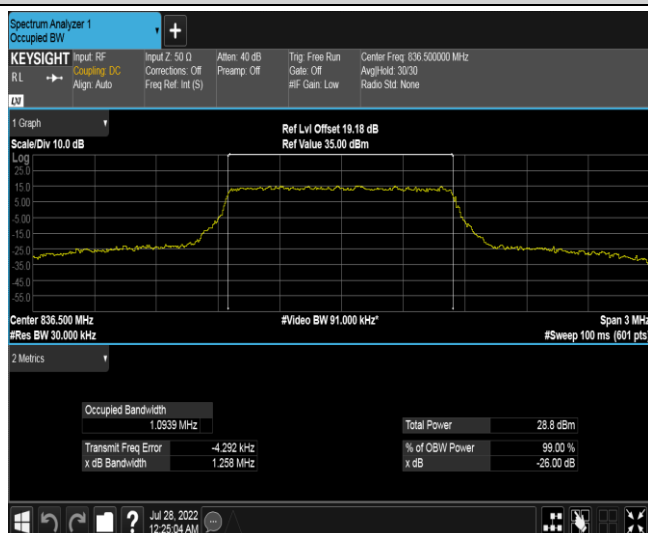 Spectrum Analyzer 1
Occupied BW
+
KEYSIGHT
R L
LXI
Input: RF
Coupling: DC
Align: Auto
Input Z: 50 Ω
Corrections: Off
Freq Ref: Int (S)
Atten: 40 dB
Preamp: Off
Trig: Free Run
Gate: Off
#IF Gain: Low
Center Freq: 836.500000 MHz
Avg|Hold: 30/30
Radio Std: None
1 Graph
Scale/Div 10.0 dB
Ref Lvl Offset 19.18 dB
Ref Value 35.00 dBm
Log
25.0
15.0
5.00
-5.00
-15.0
-25.0
-35.0
-45.0
-55.0
Center 836.500 MHz
#Res BW 30.000 kHz
#Video BW 91.000 kHz*
Span 3 MHz
#Sweep 100 ms (601 pts)
2 Metrics
Occupied Bandwidth
1.0939 MHz
Transmit Freq Error -4.292 kHz
x dB Bandwidth 1.258 MHz
Total Power 28.8 dBm
% of OBW Power 99.00 %
x dB -26.00 dB
?
Jul 28, 2022
12:25:04 AM